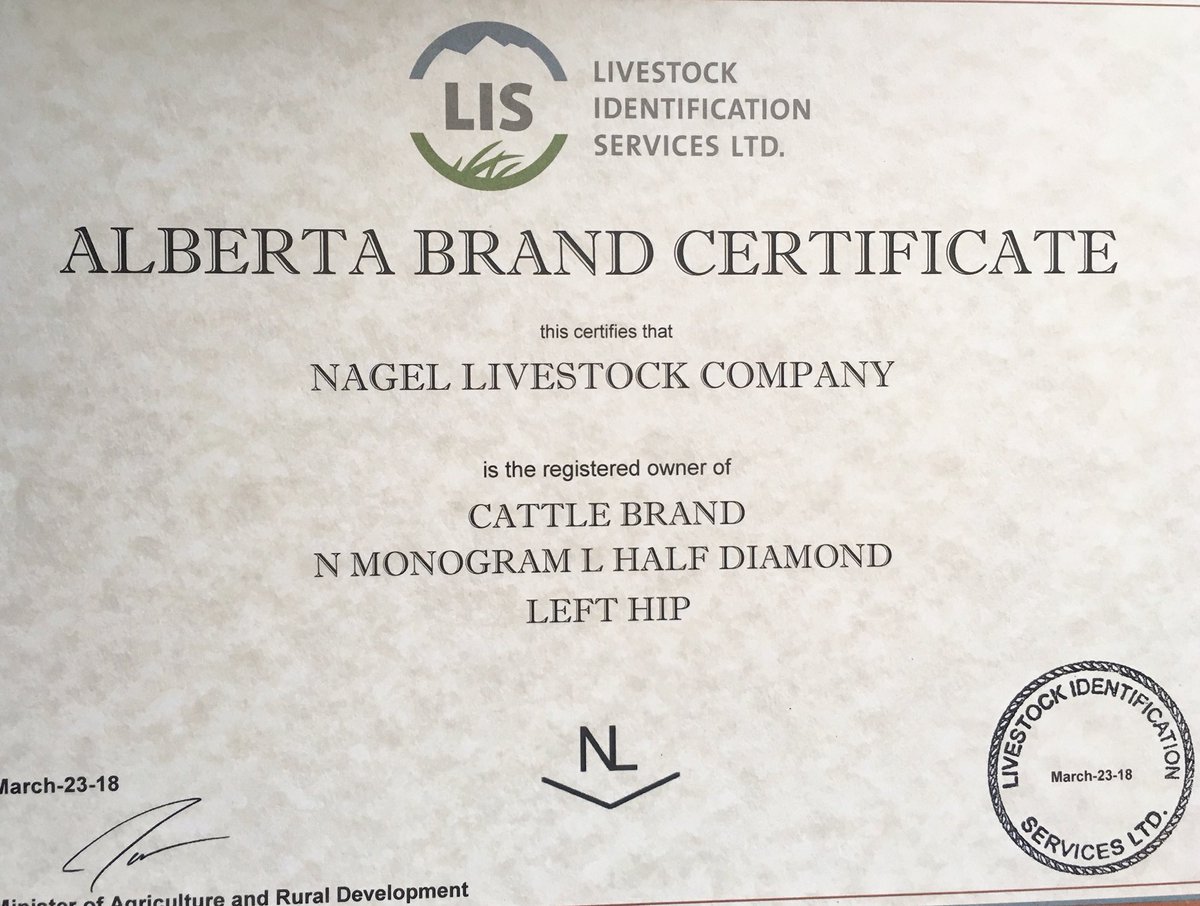 LIS
LIVESTOCK
IDENTIFICATION
SERVICES LTD.
ALBERTA BRAND CERTIFICATE
this certifies that
NAGEL LIVESTOCK COMPANY
is the registered owner of
CATTLE BRAND
N MONOGRAM L HALF DIAMOND
LEFT HIP
NL
March-23-18
Minister of Agriculture and Rural Development
LIVESTOCK IDENTIFICATION
March-23-18
SERVICES LTD.